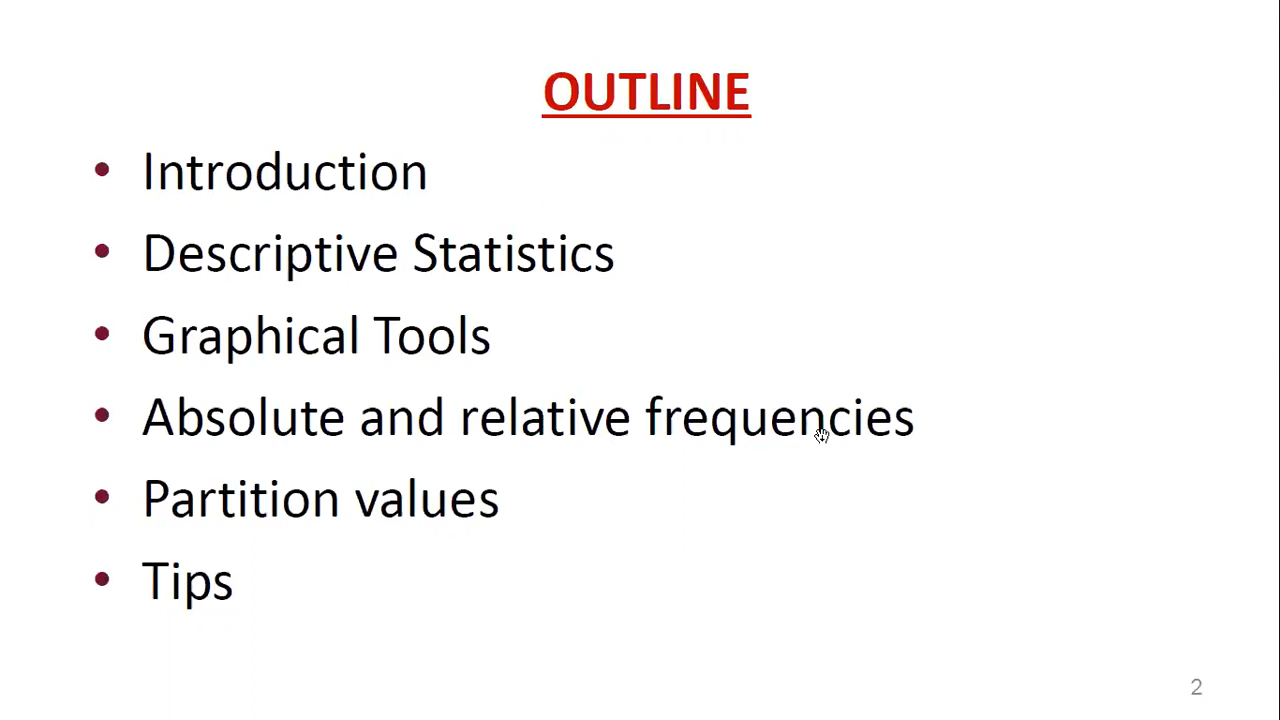 OUTLINE
• Introduction
• Descriptive Statistics
• Graphical Tools
• Absolute and relative frequencies
• Partition values
• Tips
2